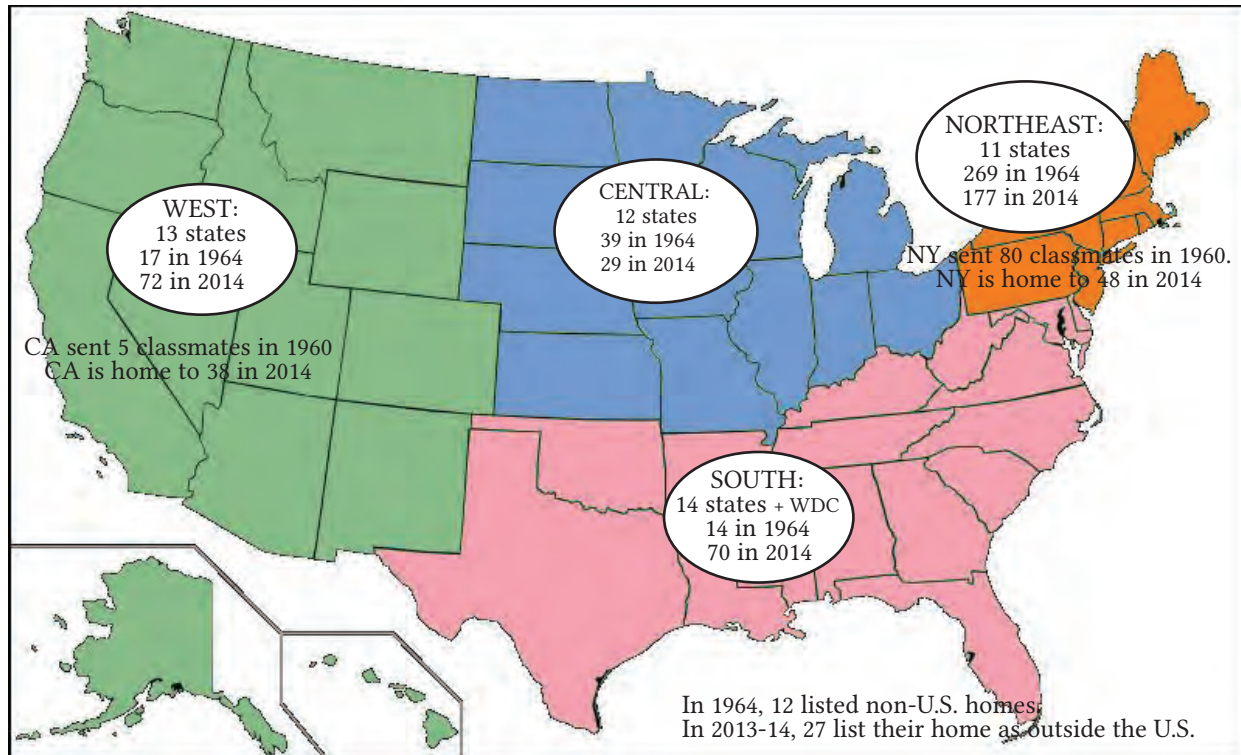 NORTHEAST:
11 states
269 in 1964
177 in 2014
WEST:
13 states
17 in 1964
72 in 2014
CENTRAL:
12 states
39 in 1964
29 in 2014
NY sent 80 classmates in 1960.
NY is home to 48 in 2014
CA sent 5 classmates in 1960
CA is home to 38 in 2014
SOUTH:
14 states + WDC
14 in 1964
70 in 2014
In 1964, 12 listed non-U.S. homes.
In 2013-14, 27 list their home as outside the U.S.